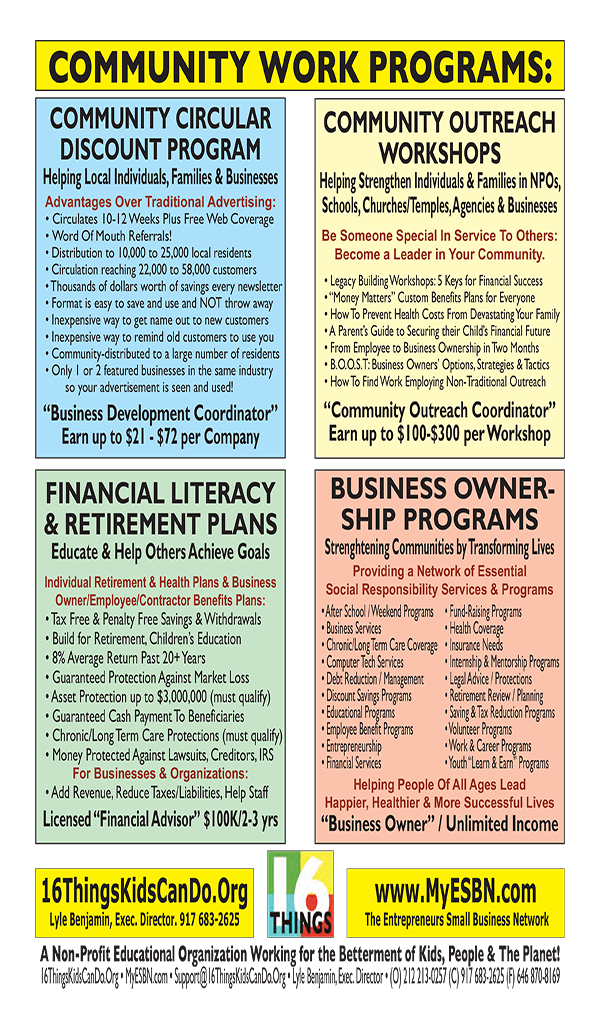 COMMUNITY WORK PROGRAMS:
COMMUNITY CIRCULAR
DISCOUNT PROGRAM
Helping Local Individuals, Families & Businesses
Advantages Over Traditional Advertising:
• Circulates 10-12 Weeks Plus Free Web Coverage
• Word Of Mouth Referrals!
• Distribution to 10,000 to 25,000 local residents
• Circulation reaching 22,000 to 58,000 customers
• Thousands of dollars worth of savings every newsletter
• Format is easy to save and use and NOT throw away
• Inexpensive way to get name out to new customers
• Inexpensive way to remind old customers to use you
• Community-distributed to a large number of residents
• Only 1 or 2 featured businesses in the same industry
so your advertisement is seen and used!
“Business Development Coordinator”
Earn up to $21 - $72 per Company
COMMUNITY OUTREACH
WORKSHOPS
Helping Strengthen Individuals & Families in NPOs,
Schools, Churches/Temples, Agencies & Businesses
Be Someone Special In Service To Others:
Become a Leader in Your Community.
• Legacy Building Workshops: 5 Keys for Financial Success
• “Money Matters” Custom Benefits Plans for Everyone
• How To Prevent Health Costs From Devastating Your Family
• A Parent’s Guide to Securing their Child’s Financial Future
• From Employee to Business Ownership in Two Months
• B.O.O.S.T: Business Owners’ Options, Strategies & Tactics
• How To Find Work Employing Non-Traditional Outreach
“Community Outreach Coordinator”
Earn up to $100-$300 per Workshop
FINANCIAL LITERACY
& RETIREMENT PLANS
Educate & Help Others Achieve Goals
Individual Retirement & Health Plans & Business
Owner/Employee/Contractor Benefits Plans:
• Tax Free & Penalty Free Savings & Withdrawals
• Build for Retirement, Children’s Education
• 8% Average Return Past 20+ Years
• Guaranteed Protection Against Market Loss
• Asset Protection up to $3,000,000 (must qualify)
• Guaranteed Cash Payment To Beneficiaries
• Chronic/Long Term Care Protections (must qualify)
• Money Protected Against Lawsuits, Creditors, IRS
For Businesses & Organizations:
• Add Revenue, Reduce Taxes/Liabilities, Help Staff
Licensed “Financial Advisor” $100K/2-3 yrs
BUSINESS OWNER-
SHIP PROGRAMS
Strenghtening Communities by Transforming Lives
Providing a Network of Essential
Social Responsibility Services & Programs
• After School / Weekend Programs
• Business Services
• Chronic/Long Term Care Coverage
• Computer Tech Services
• Debt Reduction / Management
• Discount Savings Programs
• Educational Programs
• Employee Benefit Programs
• Entrepreneurship
• Financial Services
• Fund-Raising Programs
• Health Coverage
• Insurance Needs
• Internship & Mentorship Programs
• Legal Advice / Protections
• Retirement Review / Planning
• Saving & Tax Reduction Programs
• Volunteer Programs
• Work & Career Programs
• Youth “Learn & Earn” Programs
Helping People Of All Ages Lead
Happier, Healthier & More Successful Lives
“Business Owner” / Unlimited Income
16ThingsKidsCanDo.Org
Lyle Benjamin, Exec. Director. 917 683-2625
16
THINGS
www.MyESBN.com
The Entrepreneurs Small Business Network
A Non-Profit Educational Organization Working for the Betterment of Kids, People & The Planet!
16ThingsKidsCanDo.Org • MyESBN.com • Support@16ThingsKidsCanDo.Org • Lyle Benjamin, Exec. Director • (O) 212 213-0257 (C) 917 683-2625 (F) 646 870-8169